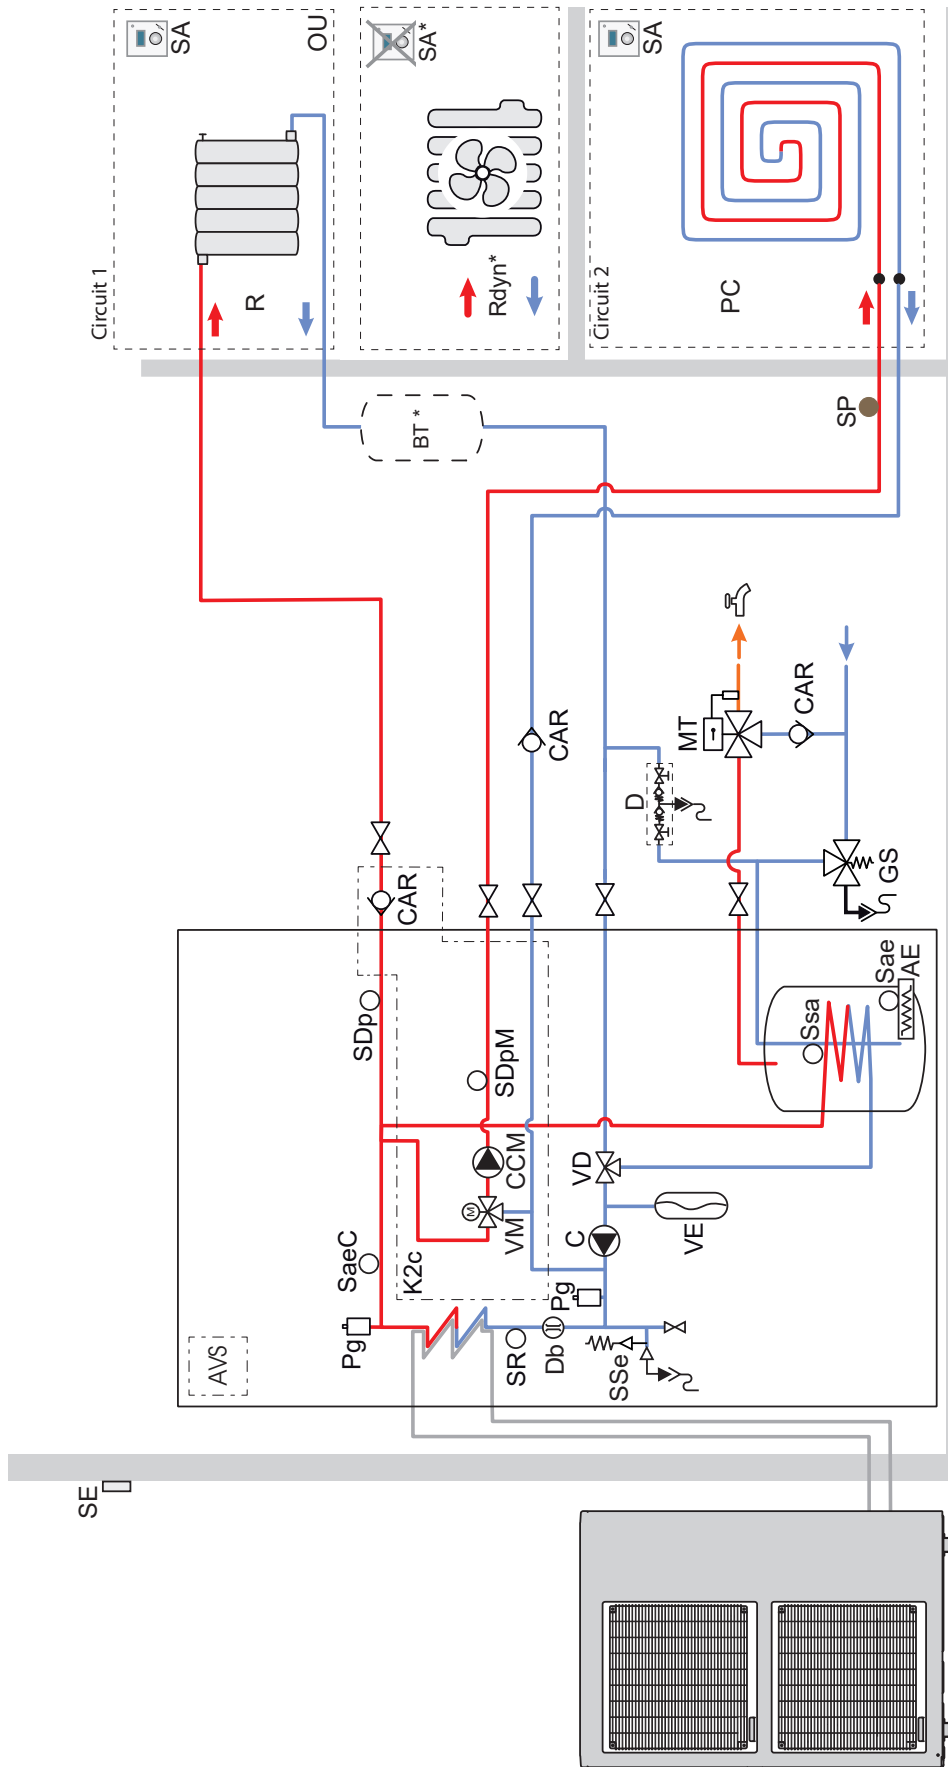 Circuit 1
SA
OU
R
SA*
Rdyn*
Circuit 2
SA
PC
BT *
SP
CAR
MT
CAR
D
GS
CAR
SDp
SDpM
Ssa
Sae
AE
CCM
VM
VD
C
VE
SaeC
K2c
Pg
Pg
SR
Db
SSe
AVS
M
SE